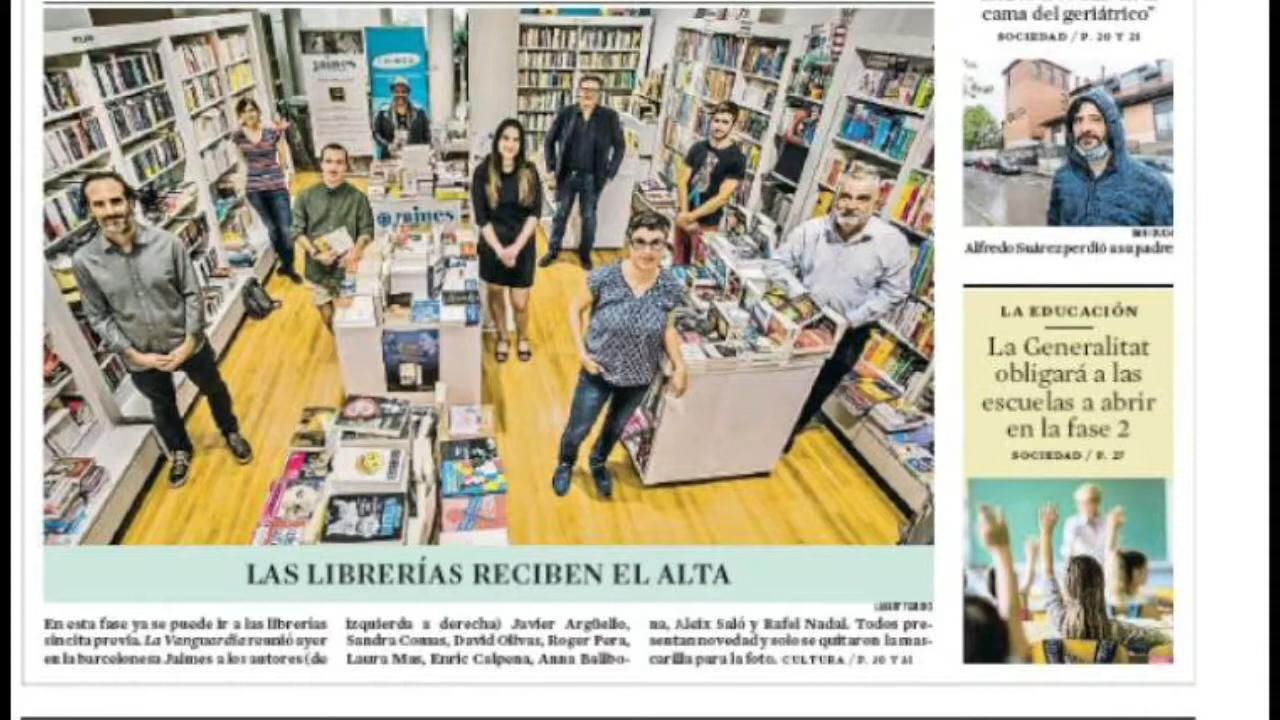 cama del geriátrico”
SOCIEDAD / P. 20 Y 21
Jaimes
Jaimes
Alfredo Suárez perdió a su padre
LA EDUCACIÓN
La Generalitat
obligará a las
escuelas a abrir
en la fase 2
SOCIEDAD / P. 27
LAS LIBRERÍAS RECIBEN EL ALTA
En esta fase ya se puede ir a las librerías
sin cita previa. La Vanguardia reunió ayer
en la barcelonesa Jaimes a los autores (de
izquierda a derecha) Javier Argüello,
Sandra Comas, David Olivas, Roger Pera,
Laura Mas, Enric Calpena, Anna Ballbo-
na, Aleix Saló y Rafel Nadal. Todos pre-
sentan novedad y solo se quitaron la mas-
carilla para la foto. CULTURA / P. 30 Y 31